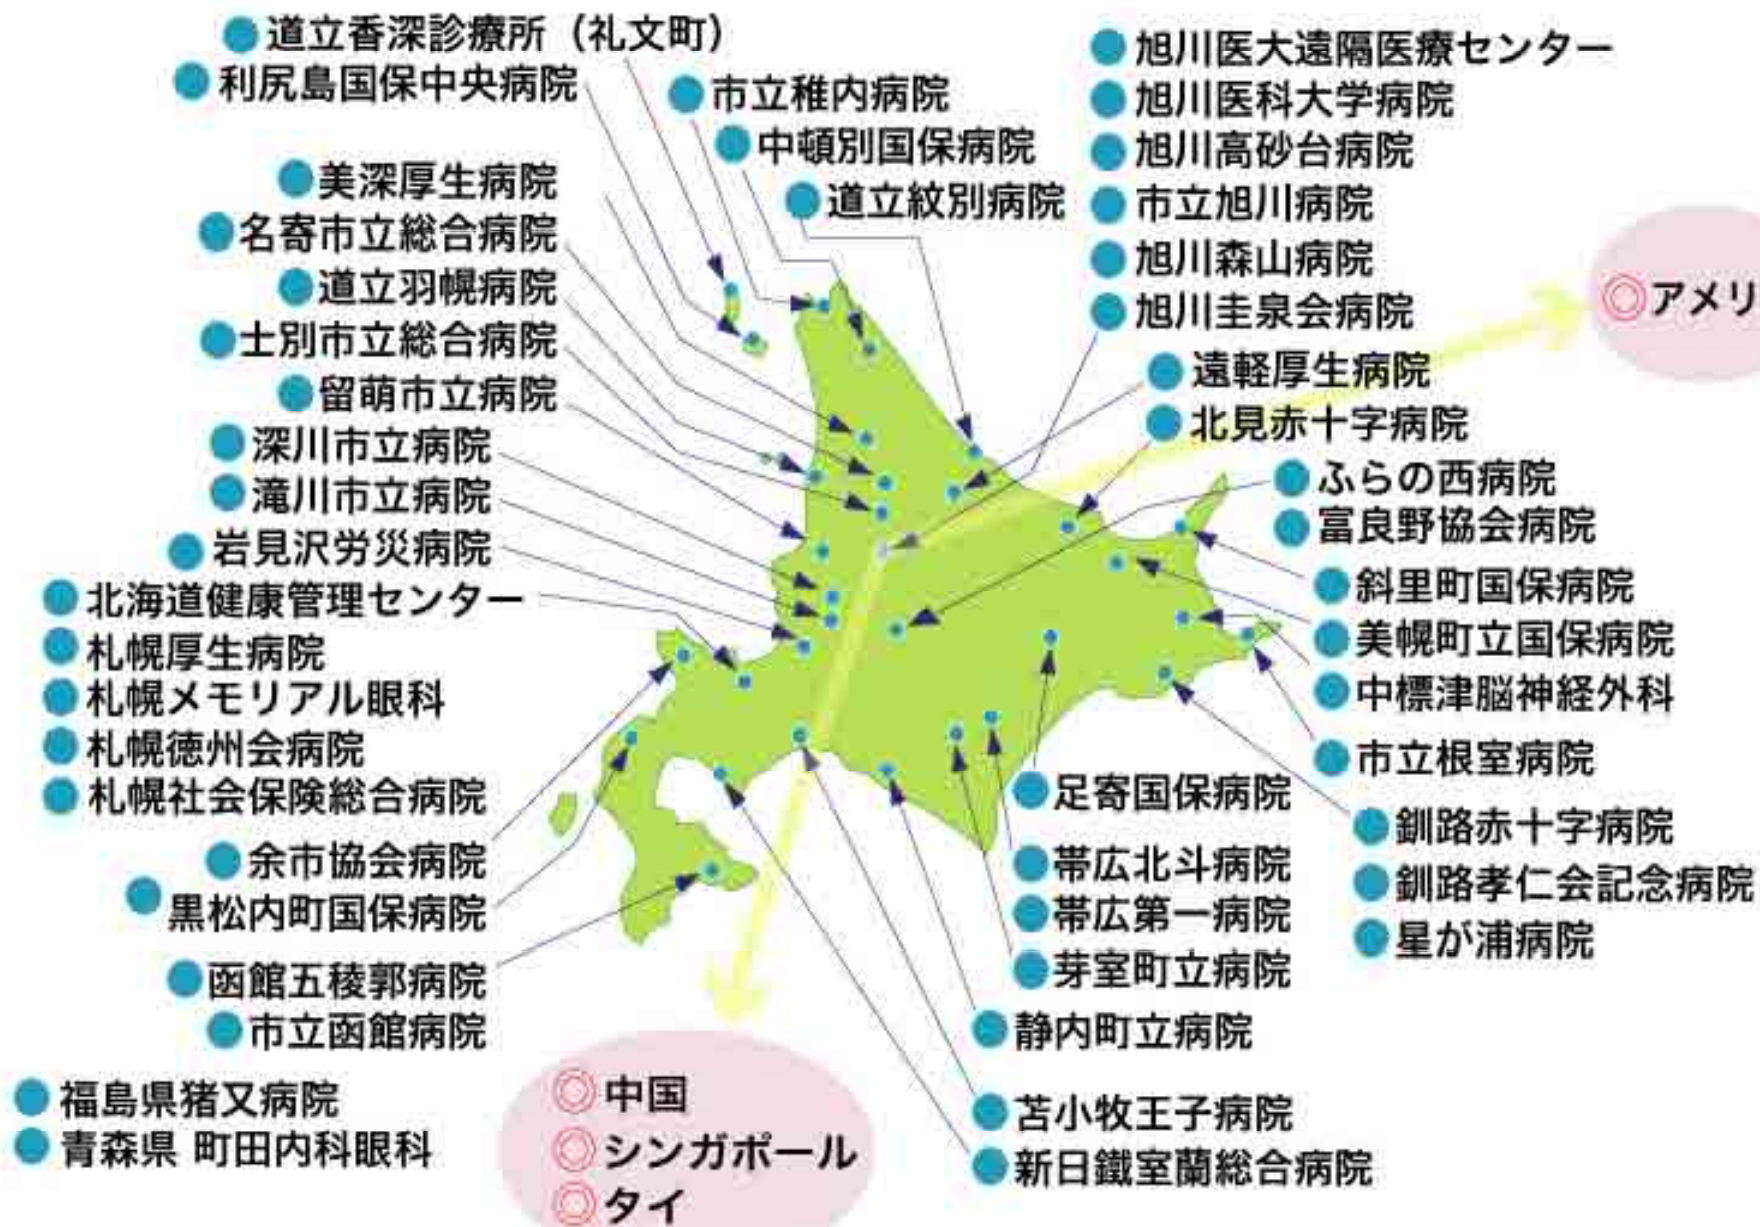 道立香深診療所（礼文町）
利尻島国保中央病院
市立稚内病院
中頓別国保病院
道立紋別病院
美深厚生病院
名寄市立総合病院
道立羽幌病院
士別市立総合病院
留萌市立病院
深川市立病院
滝川市立病院
岩見沢労災病院
北海道健康管理センター
札幌厚生病院
札幌メモリアル眼科
札幌徳州会病院
札幌社会保険総合病院
余市協会病院
黒松内町国保病院
函館五稜郭病院
市立函館病院
福島県猪又病院
青森県 町田内科眼科
旭川医大遠隔医療センター
旭川医科大学病院
旭川高砂台病院
市立旭川病院
旭川森山病院
旭川圭泉会病院
◎アメリ
遠軽厚生病院
北見赤十字病院
ふらの西病院
富良野協会病院
斜里町国保病院
美幌町立国保病院
中標津脳神経外科
市立根室病院
釧路赤十字病院
釧路孝仁会記念病院
星が浦病院
足寄国保病院
帯広北斗病院
帯広第一病院
芽室町立病院
静内町立病院
苫小牧王子病院
新日鐵室蘭総合病院
◎中国
◎シンガポール
◎タイ